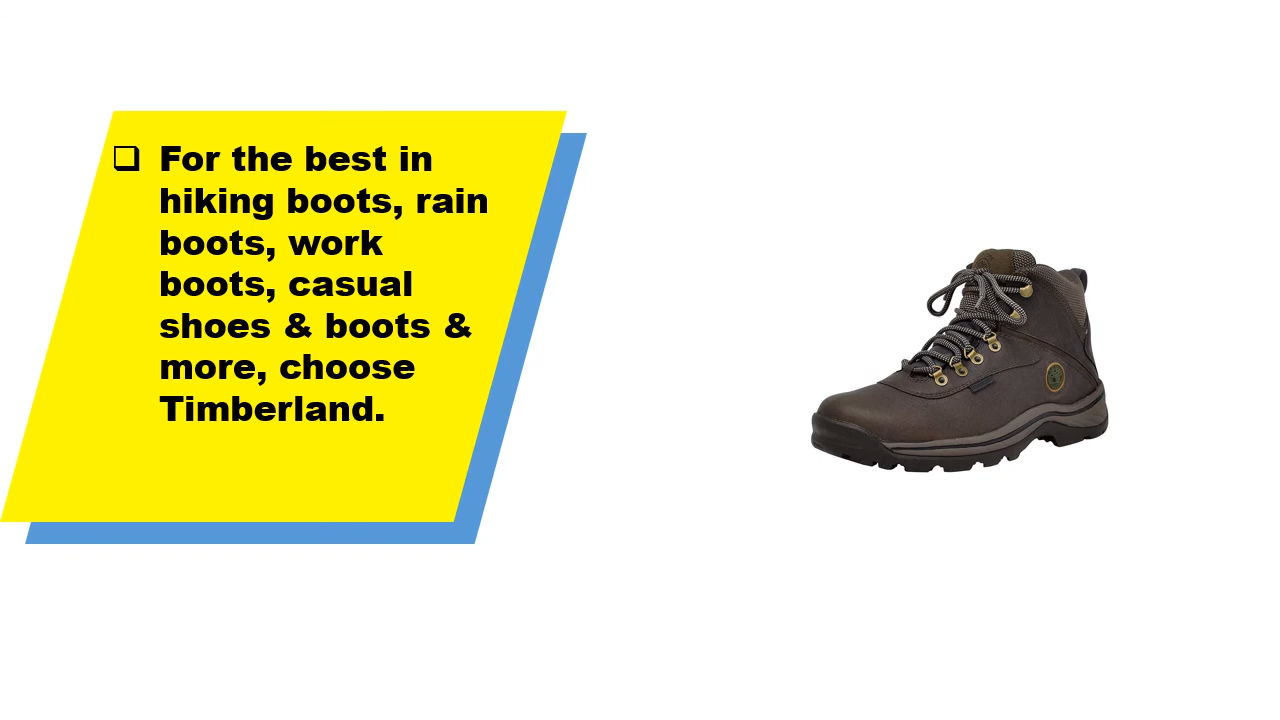 ❑ For the best in
hiking boots, rain
boots, work
boots, casual
shoes & boots &
more, choose
Timberland.